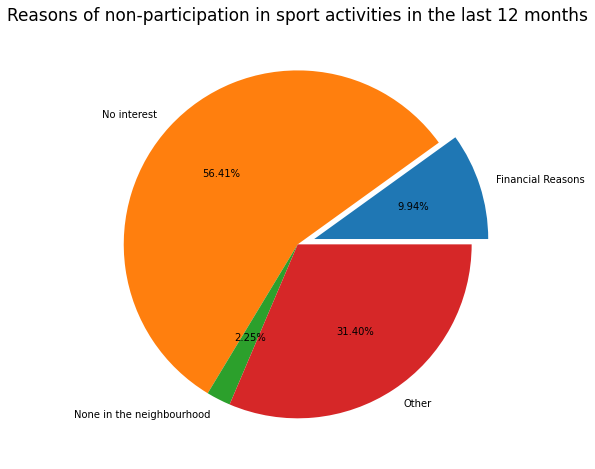 Reasons of non-participation in sport activities in the last 12 months
No interest
56.41%
Financial Reasons
9.94%
31.40%
2.25%
Other
None in the neighbourhood